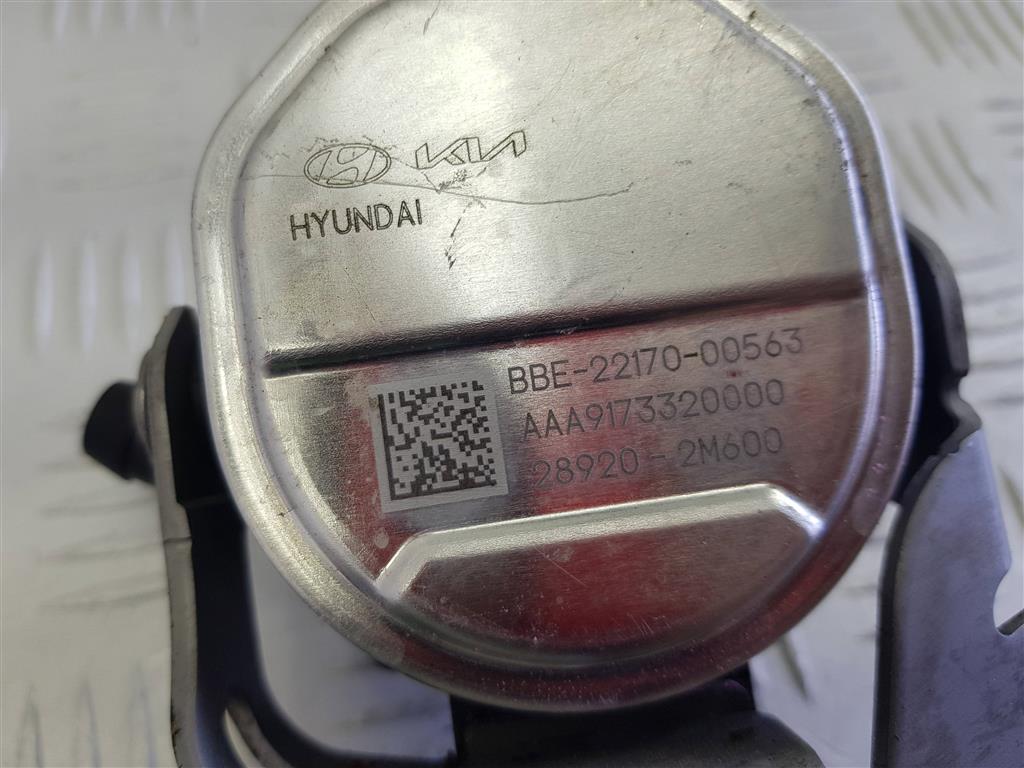 KIA
HYUNDAI
BBE-22170-00563
AAA9173320000
28920-2M600